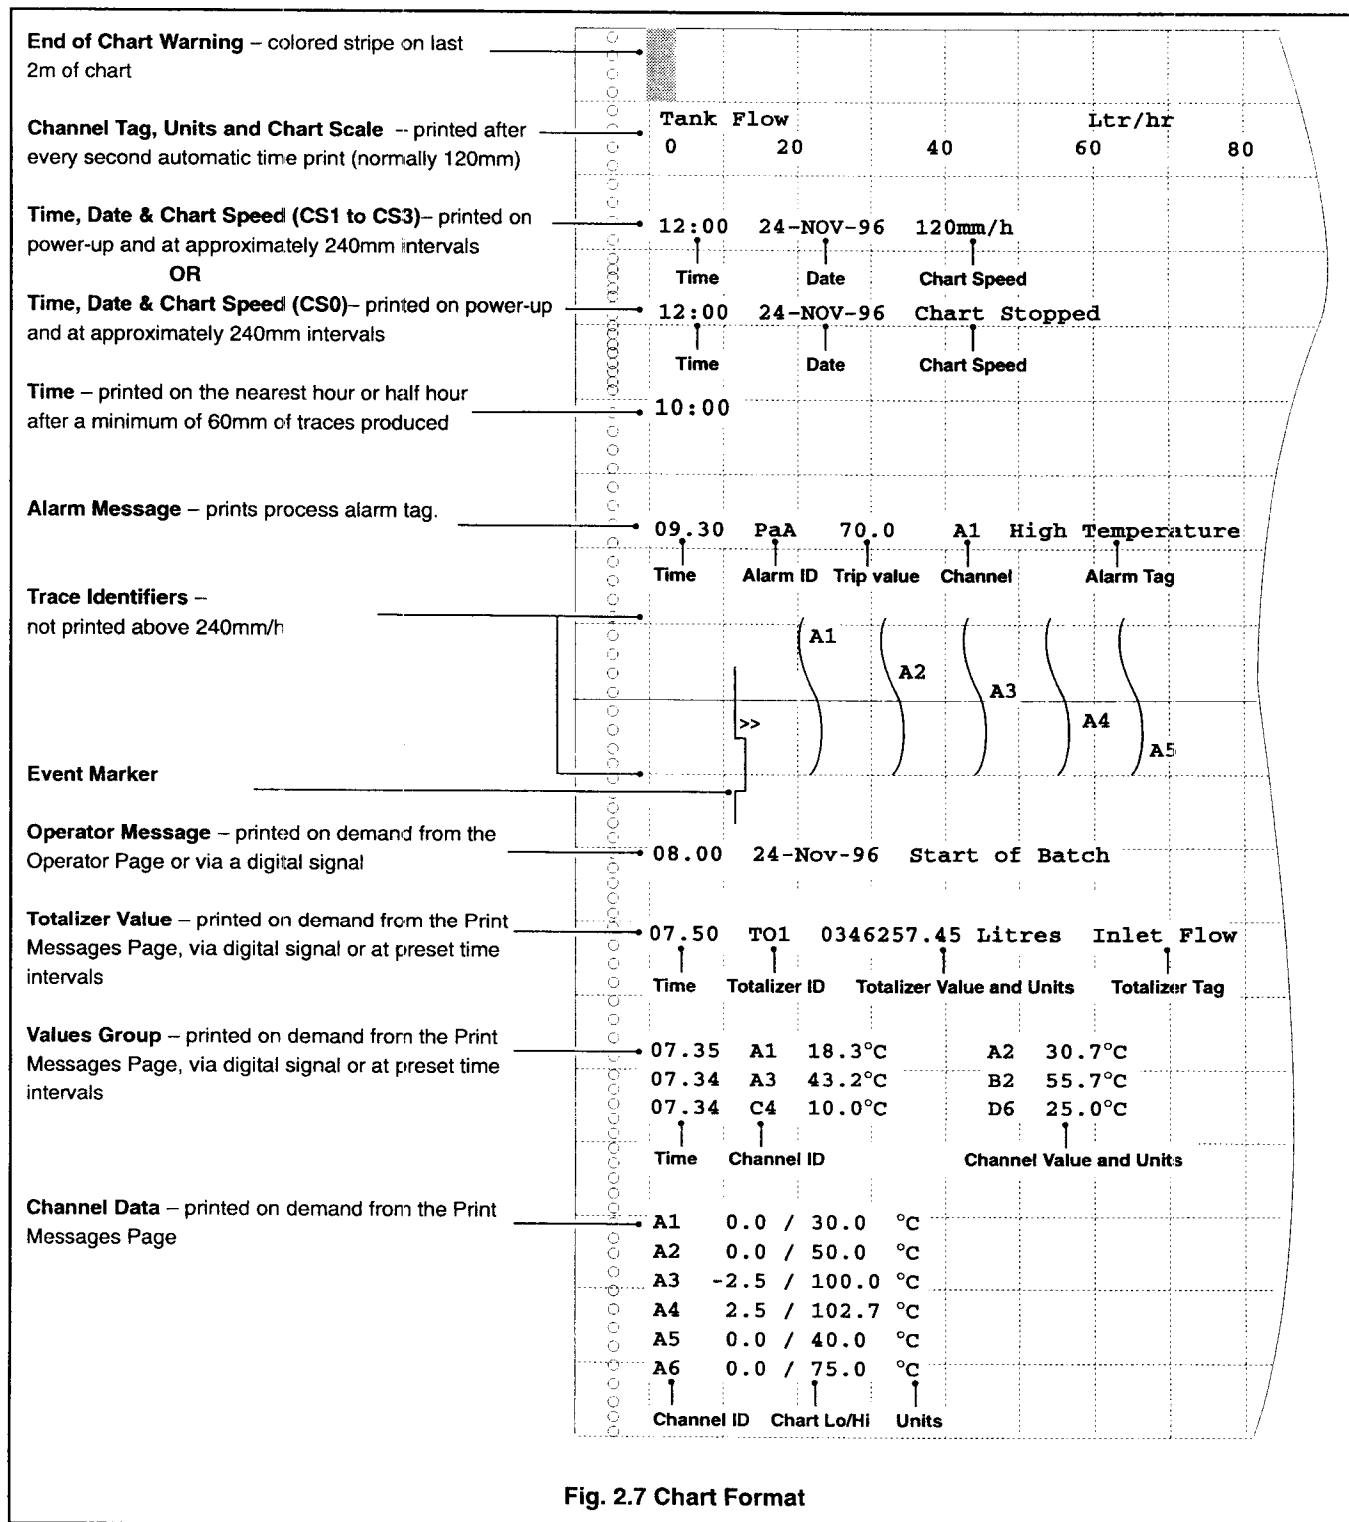 End of Chart Warning – colored stripe on last
2m of chart
Channel Tag, Units and Chart Scale – printed after
every second automatic time print (normally 120mm)
Tank Flow Ltr/hr
0 20 40 60 80
Time, Date & Chart Speed (CS1 to CS3)– printed on
power-up and at approximately 240mm intervals
12:00 24-NOV-96 120mm/h
Time Date Chart Speed
OR
Time, Date & Chart Speed (CS0)– printed on power-up
and at approximately 240mm intervals
12:00 24-NOV-96 Chart Stopped
Time Date Chart Speed
Time – printed on the nearest hour or half hour
after a minimum of 60mm of traces produced
10:00
Alarm Message – prints process alarm tag.
09.30 PaA 70.0 A1 High Temperature
Time Alarm ID Trip value Channel Alarm Tag
Trace Identifiers –
not printed above 240mm/h
A1
A2
A3
A4
A5
>>
Event Marker
Operator Message – printed on demand from the
Operator Page or via a digital signal
08.00 24-Nov-96 Start of Batch
Totalizer Value – printed on demand from the Print
Messages Page, via digital signal or at preset time
intervals
07.50 TO1 0346257.45 Litres Inlet Flow
Time Totalizer ID Totalizer Value and Units Totalizer Tag
Values Group – printed on demand from the Print
Messages Page, via digital signal or at preset time
intervals
07.35 A1 18.3°C A2 30.7°C
07.34 A3 43.2°C B2 55.7°C
07.34 C4 10.0°C D6 25.0°C
Time Channel ID Channel Value and Units
Channel Data – printed on demand from the Print
Messages Page
A1 0.0 / 30.0 °C
A2 0.0 / 50.0 °C
A3 -2.5 / 100.0 °C
A4 2.5 / 102.7 °C
A5 0.0 / 40.0 °C
A6 0.0 / 75.0 °C
Channel ID Chart Lo/Hi Units
Fig. 2.7 Chart Format